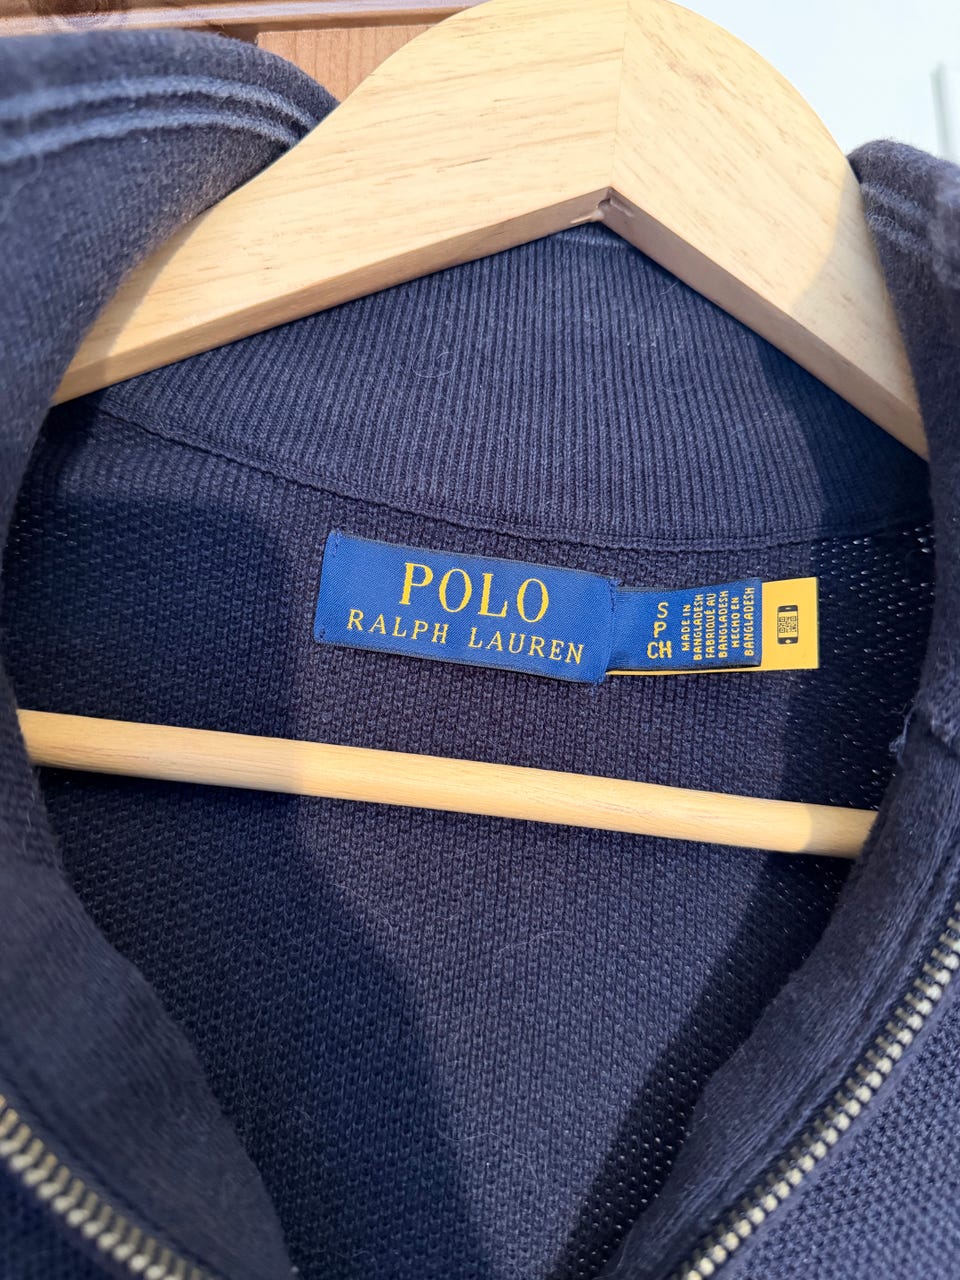 POLO
RALPH LAUREN
S
P
CH
MADE IN
BANGLADESH
FABRIQUÉ AU
BANGLADESH
HECHO EN
BANGLADESH